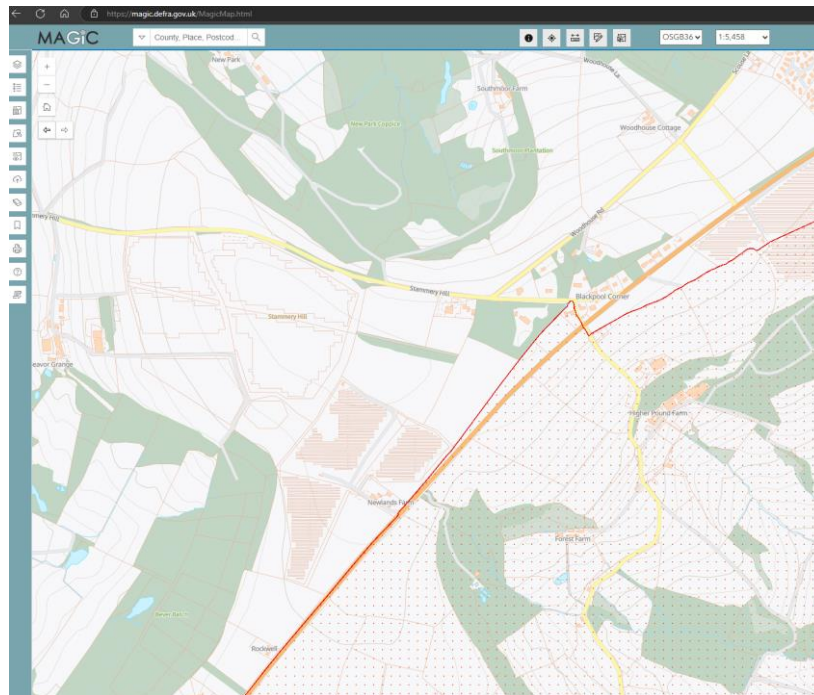 https://magic.defra.gov.uk/MagicMap.html
MAGiC
County, Place, Postcod...
OSGB36
1:5,458
New Park
Southmoor Farm
Woodhouse La
New Park Coppice
Woodhouse Cottage
Southmoor Plantation
Hill
Woodhouse Rd
Stammery Hill
Blackpool Corner
Stammery Hill
eavor Grange
Higher Pound Farm
Newlands Farm
Forest Farm
Rockwell